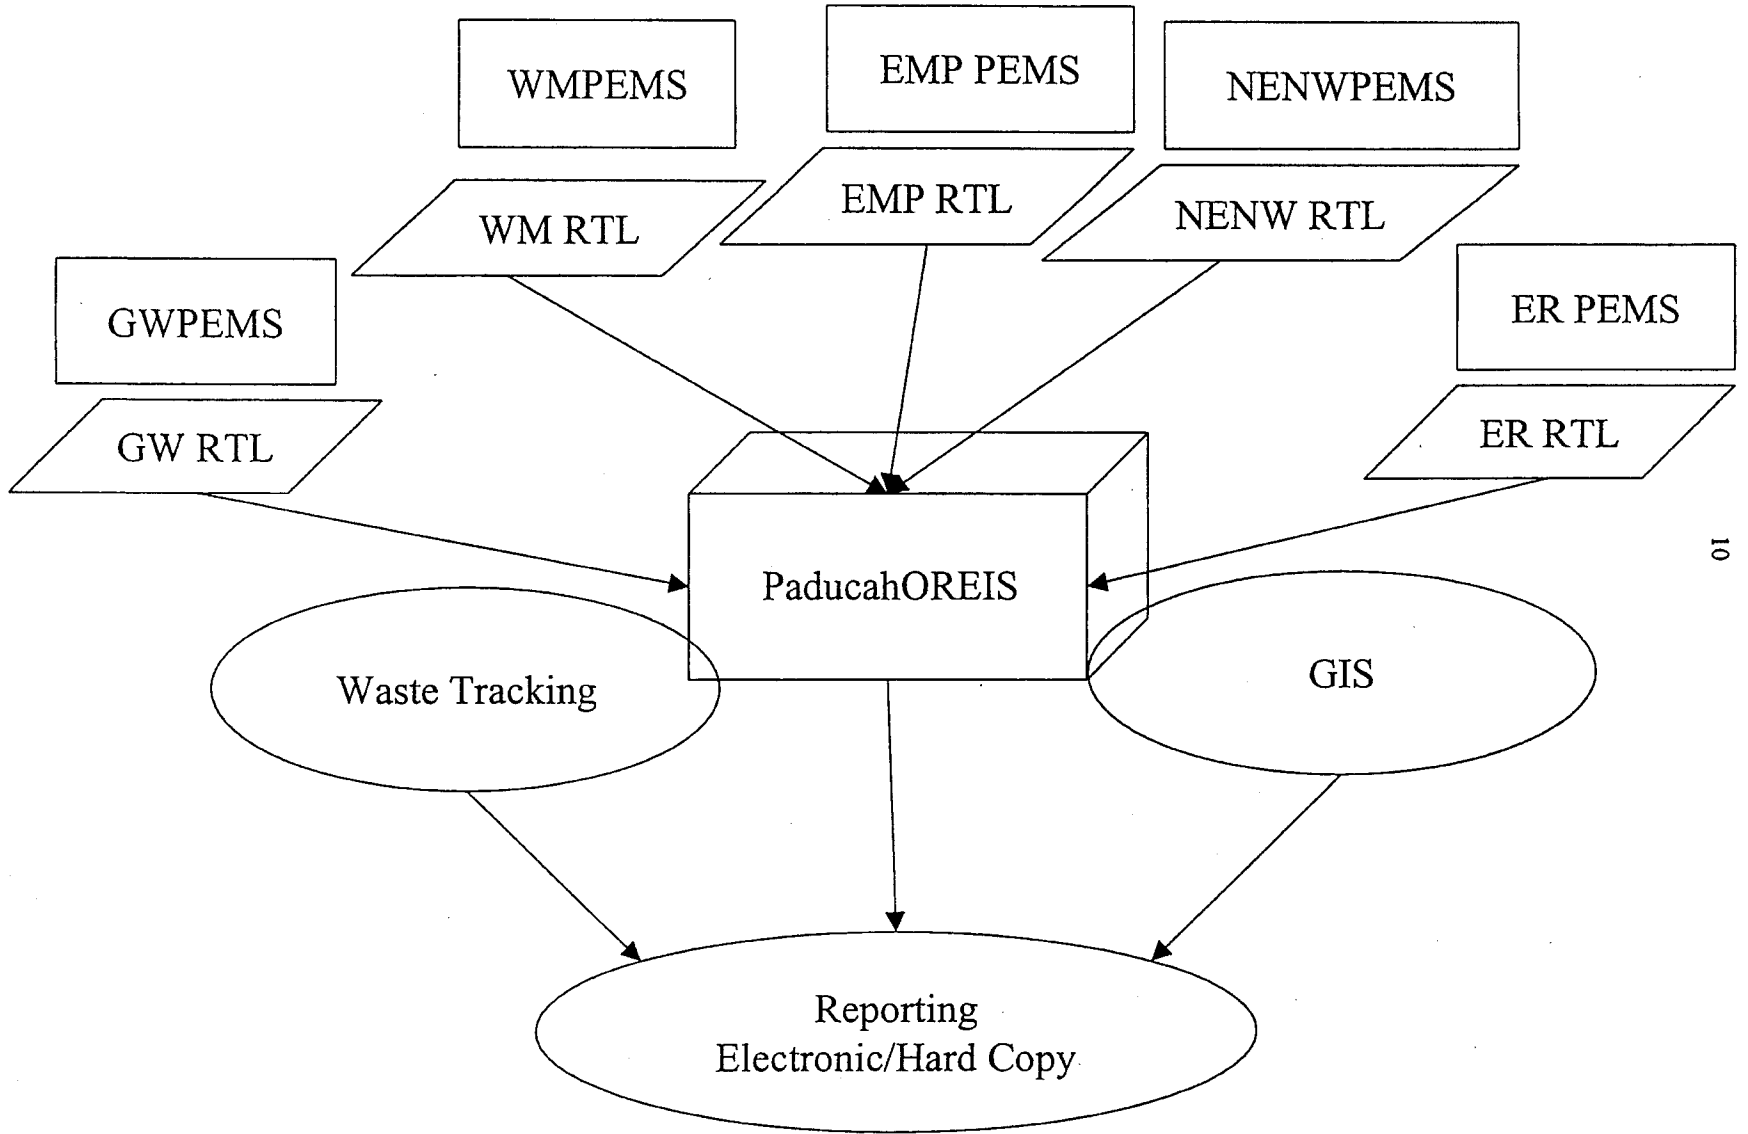 WMPEMS
EMP PEMS
NENWPEMS
WM RTL
EMP RTL
NENW RTL
GWPEMS
ER PEMS
GW RTL
ER RTL
10
PaducahOREIS
Waste Tracking
GIS
Reporting
Electronic/Hard Copy